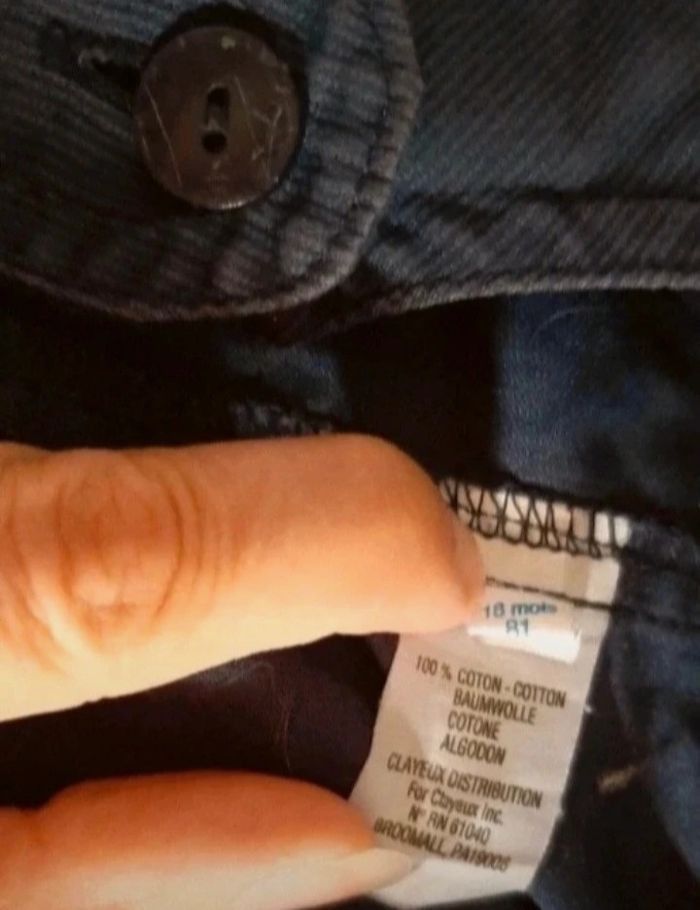 18 mois
81
100 % COTON - COTTON
BAUMWOLLE
COTONE
ALGODON
CLAYEUX DISTRIBUTION
For Clayeux Inc.
N° RN 61040
BROOMALL, PA19008